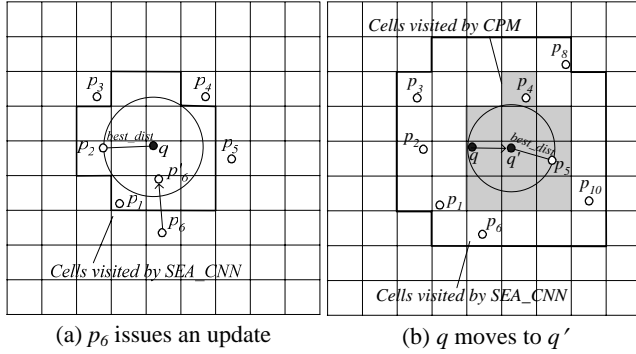 p3
p4
best_dist
p2
q
p'6
p5
p1
p6
Cells visited by SEA_CNN
(a) p6 issues an update
Cells visited by CPM
p8
p3
p4
p2
best_dist
q
q'
p5
p1
p10
p6
Cells visited by SEA_CNN
(b) q moves to q'